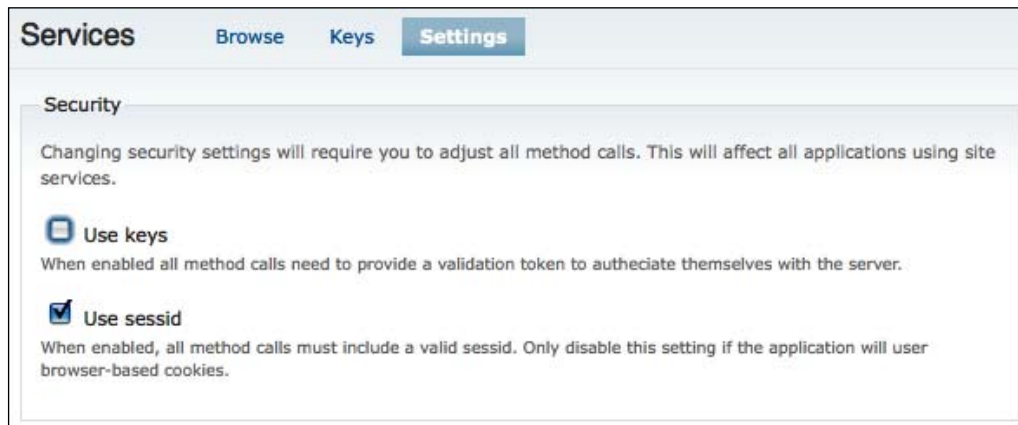 Services Browse Keys Settings
Security
Changing security settings will require you to adjust all method calls. This will affect all applications using site
services.
Use keys
When enabled all method calls need to provide a validation token to autheciate themselves with the server.
Use sessid
When enabled, all method calls must include a valid sessid. Only disable this setting if the application will user
browser-based cookies.